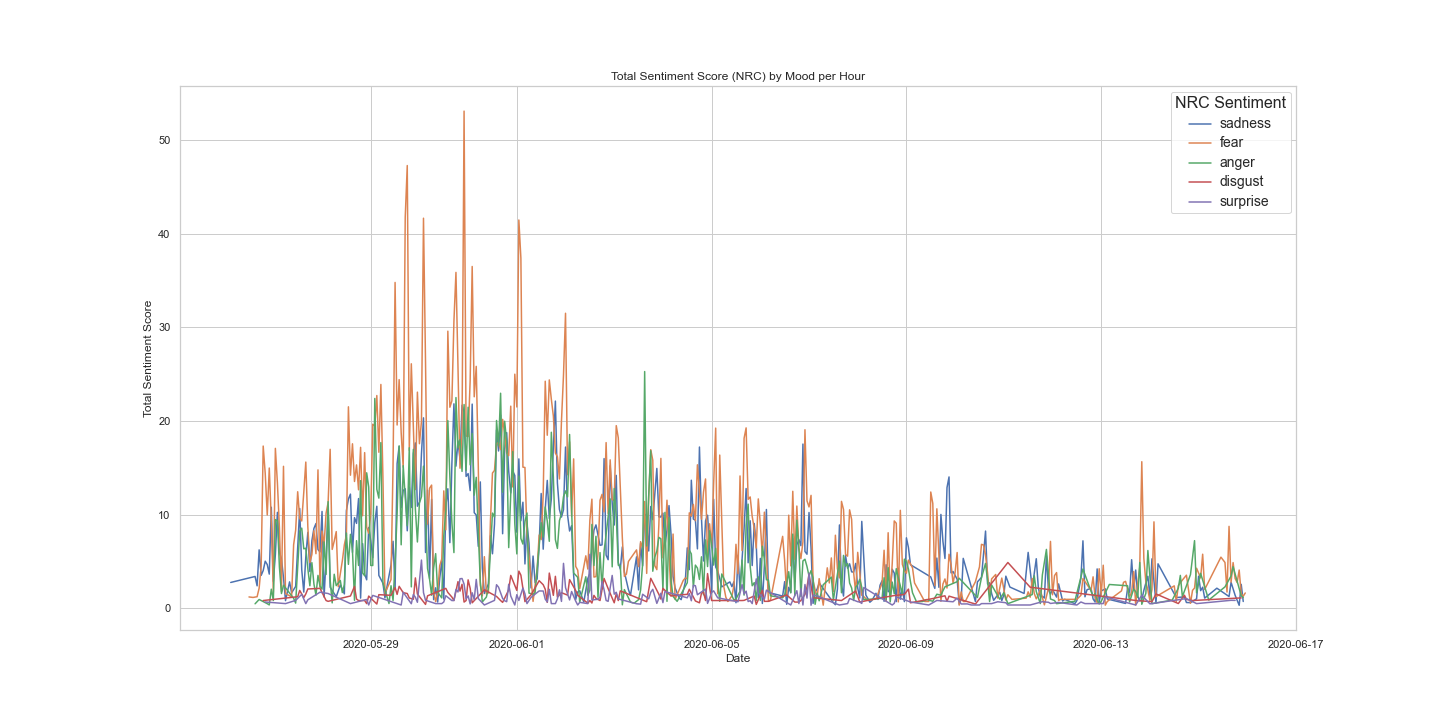 Total Sentiment Score (NRC) by Mood per Hour
NRC Sentiment
sadness
fear
anger
disgust
surprise
Total Sentiment Score
50
40
30
20
10
0
2020-05-29
2020-06-01
2020-06-05
2020-06-09
2020-06-13
2020-06-17
Date